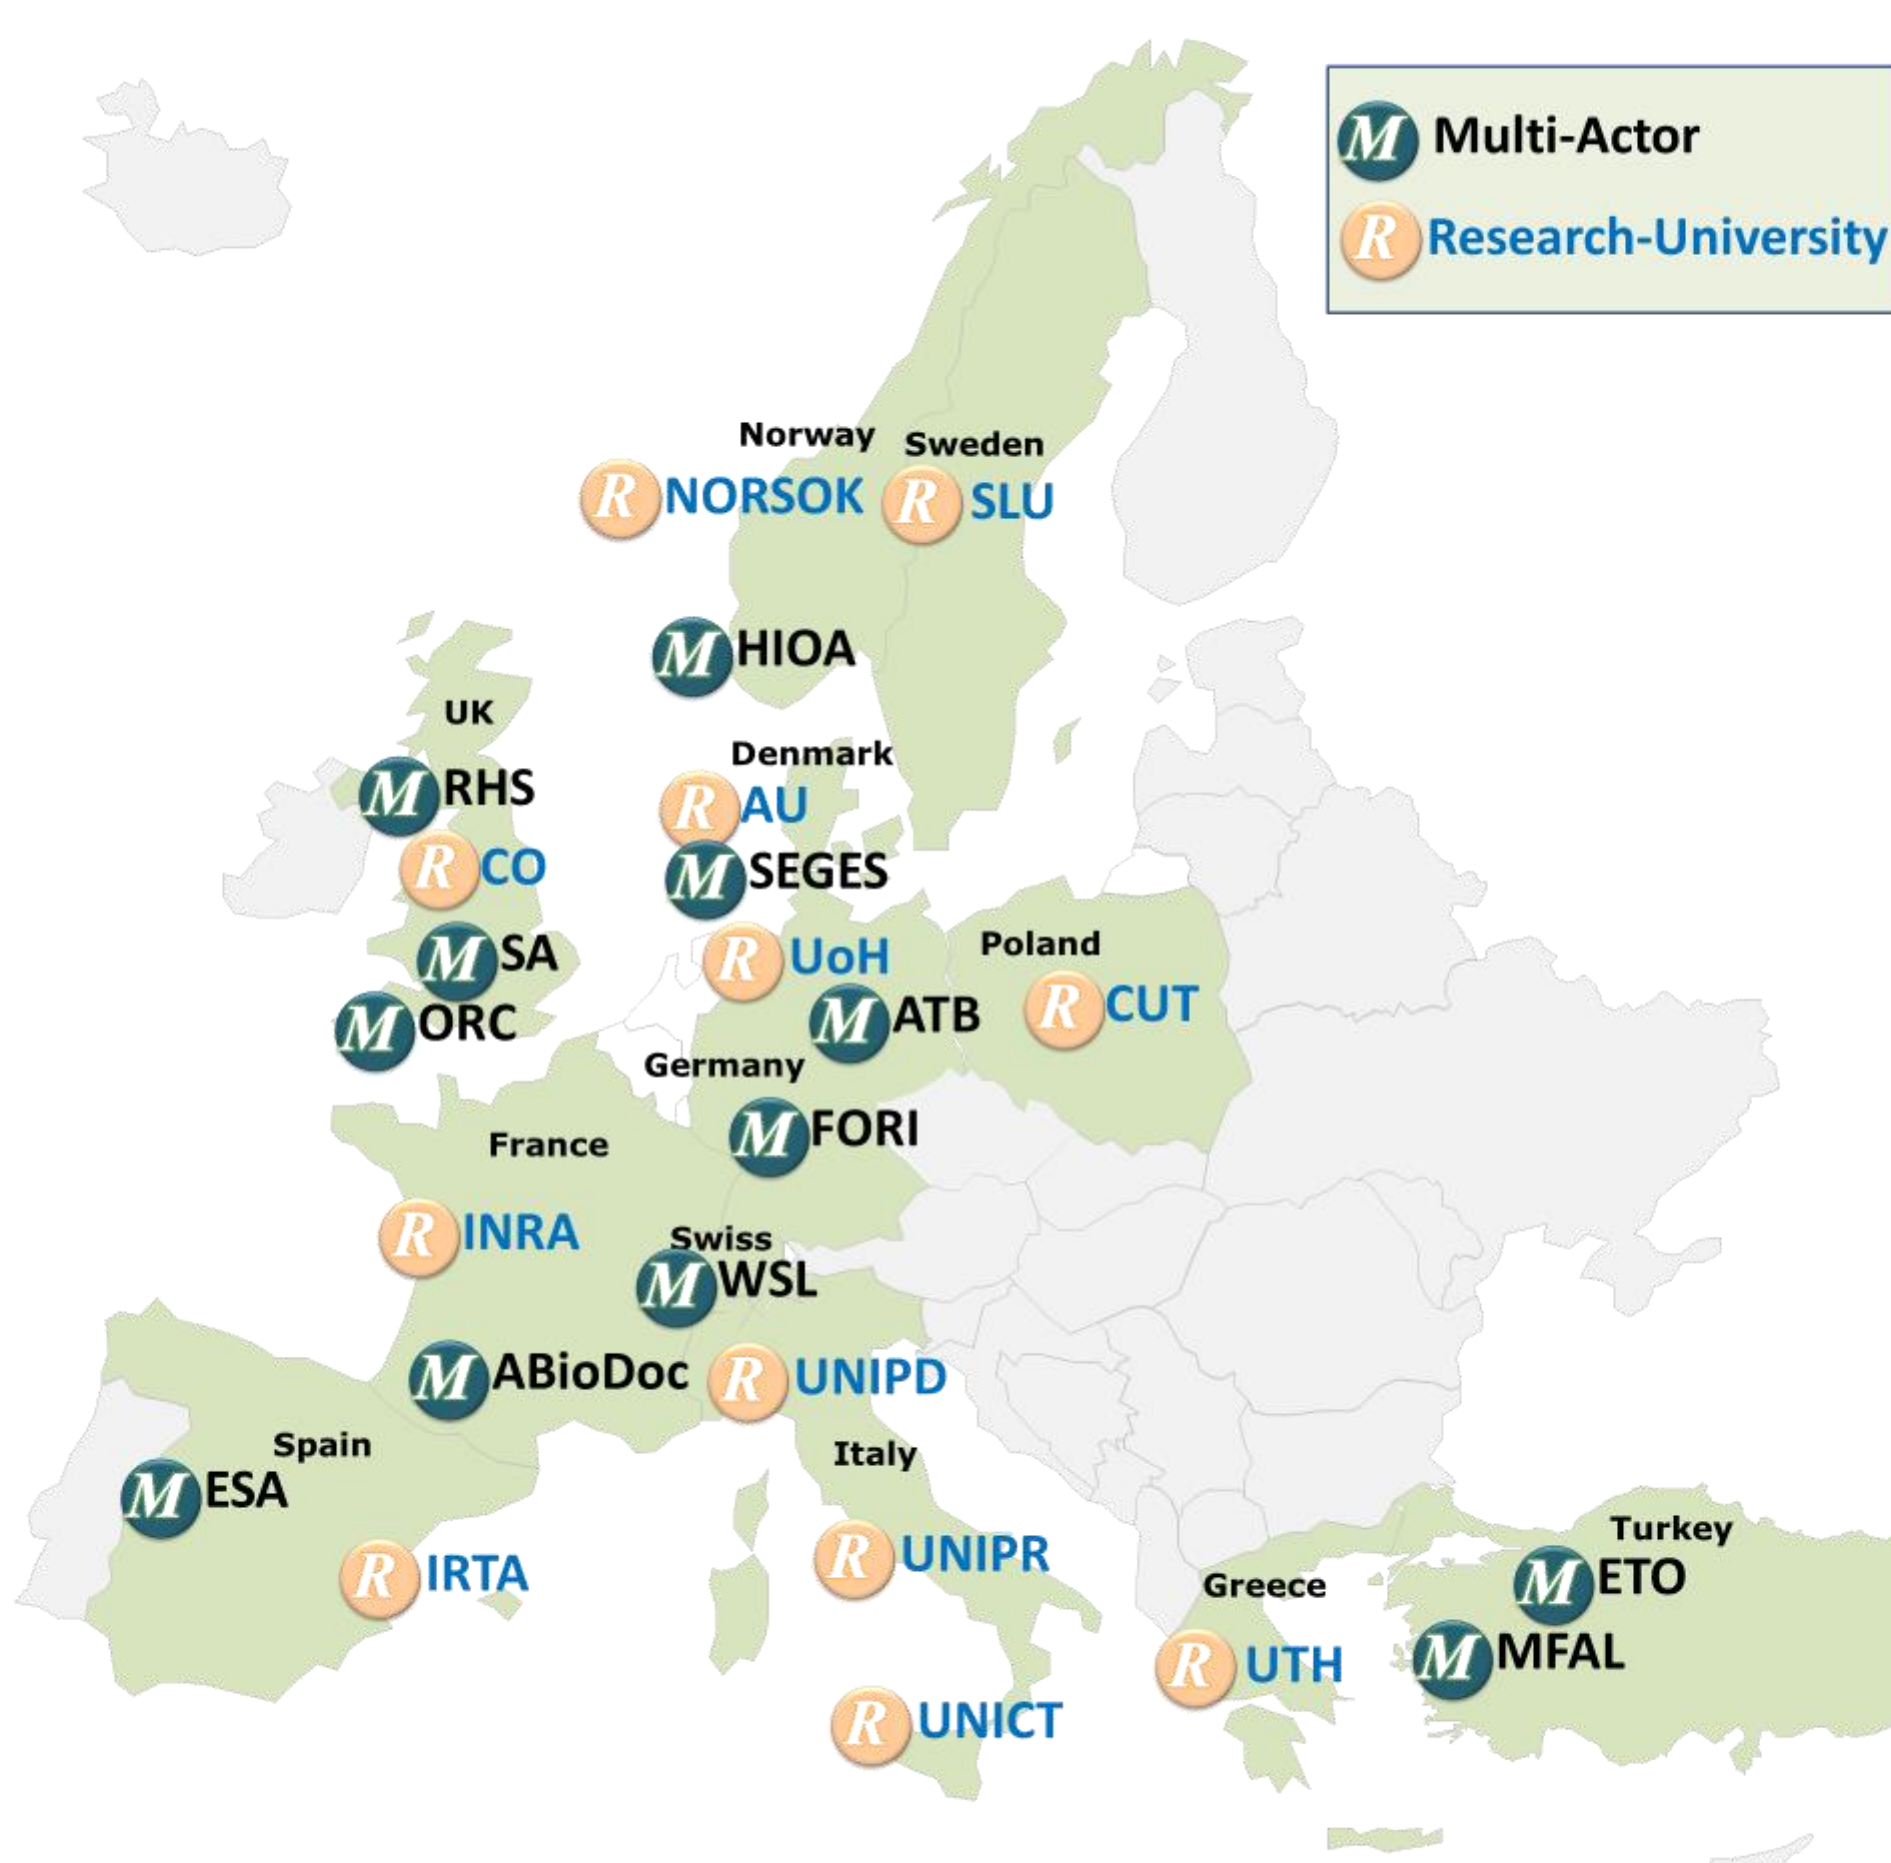 M Multi-Actor
R Research-University
Norway Sweden
R NORSOK R SLU
M HIOA
UK
Denmark
M RHS
R AU
R CO
M SEGES
Poland
M SA
R UoH
R CUT
M ORC
M ATB
Germany
M FORI
France
R INRA
Swiss
M WSL
M ABioDoc
R UNIPD
Spain
Italy
M ESA
Turkey
R UNIPR
R IRTA
Greece
M ETO
R UTH
M MFAL
R UNICT